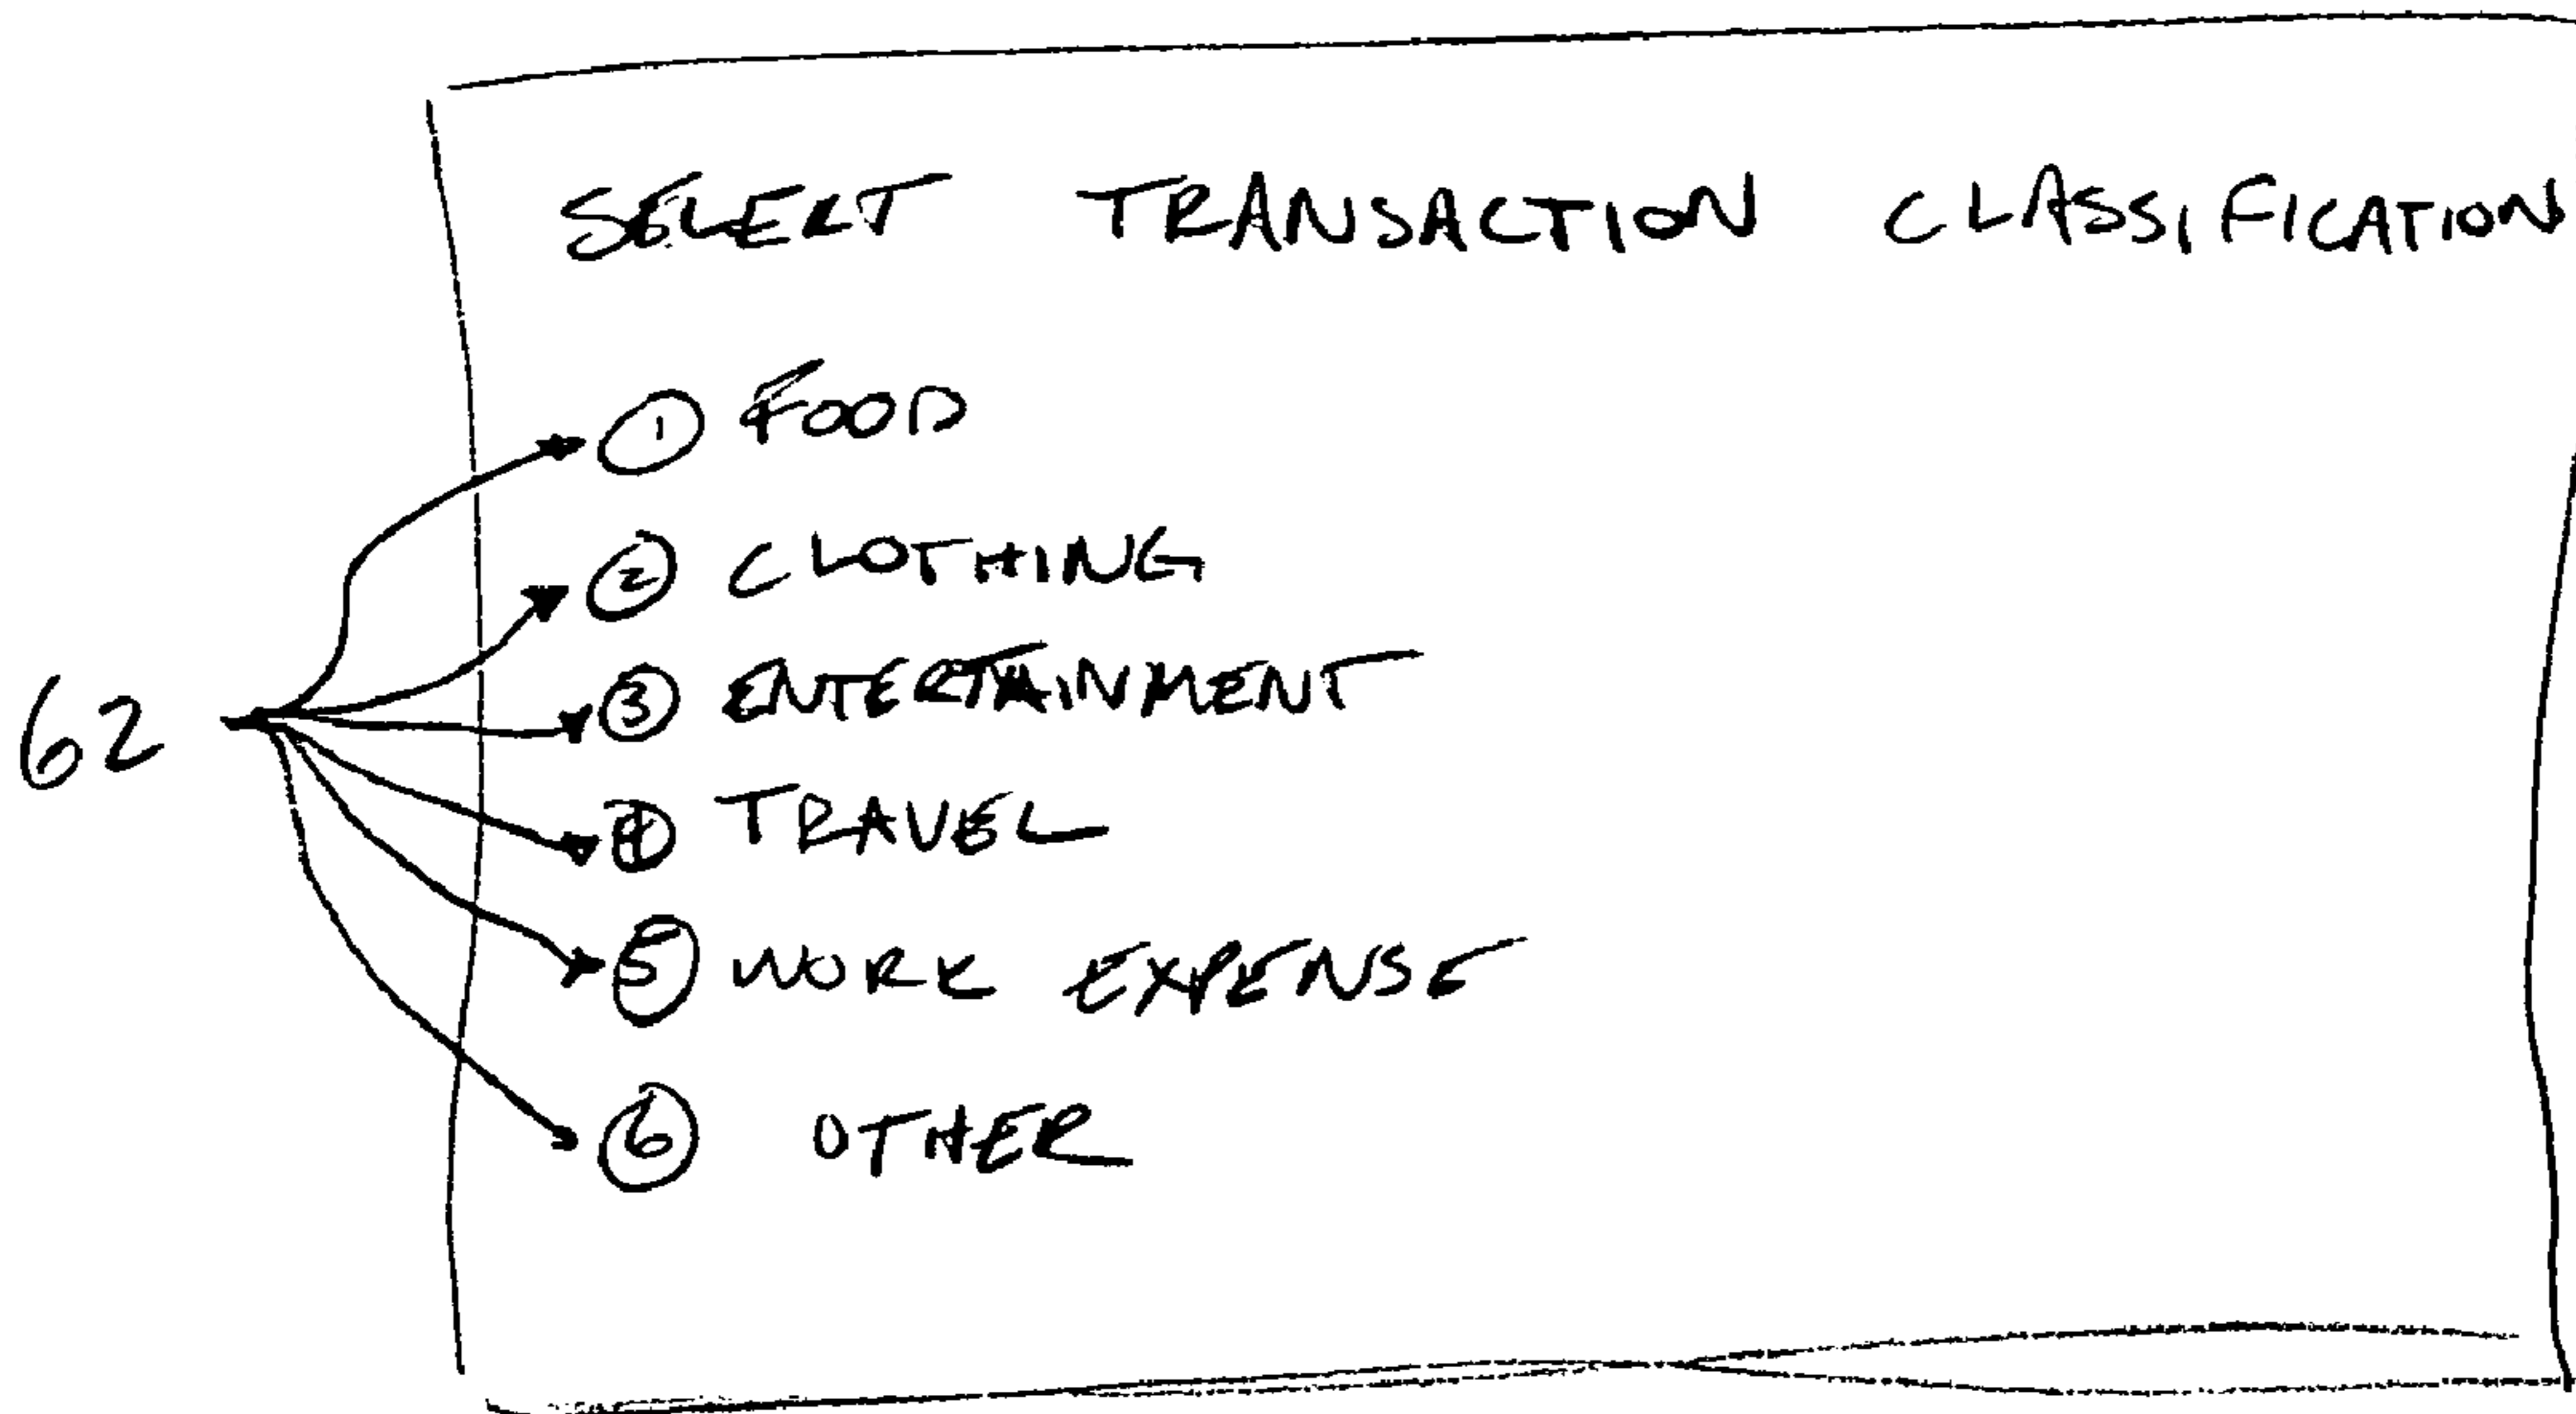 SELECT TRANSACTION CLASSIFICATION
① FOOD
② CLOTHING
③ ENTERTAINMENT
62
④ TRAVEL
⑤ WORK EXPENSE
⑥ OTHER